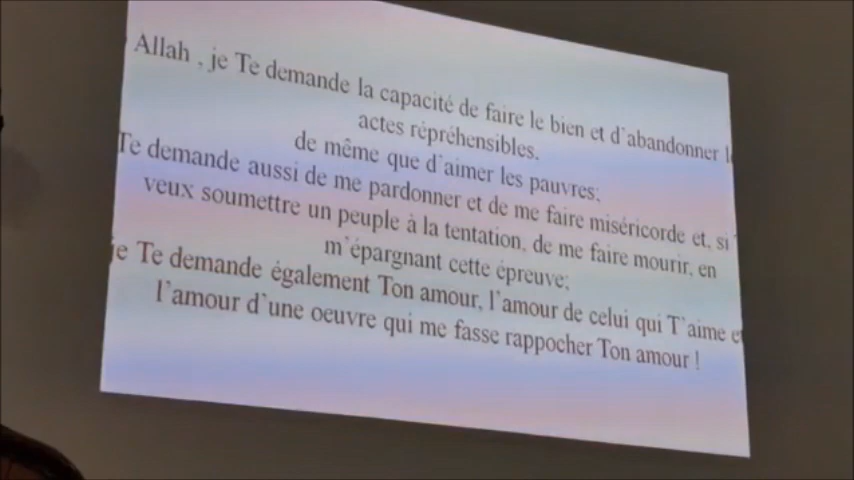 Allah , je Te demande la capacité de faire le bien et d'abandonner
actes répréhensibles.
de même que d'aimer les pauvres;
Te demande aussi de me pardonner et de me faire miséricorde et, si
veux soumettre un peuple à la tentation, de me faire mourir, en
m'épargnant cette épreuve;
je Te demande également Ton amour, l'amour de celui qui T'aime et
l'amour d'une oeuvre qui me fasse rappocher Ton amour !